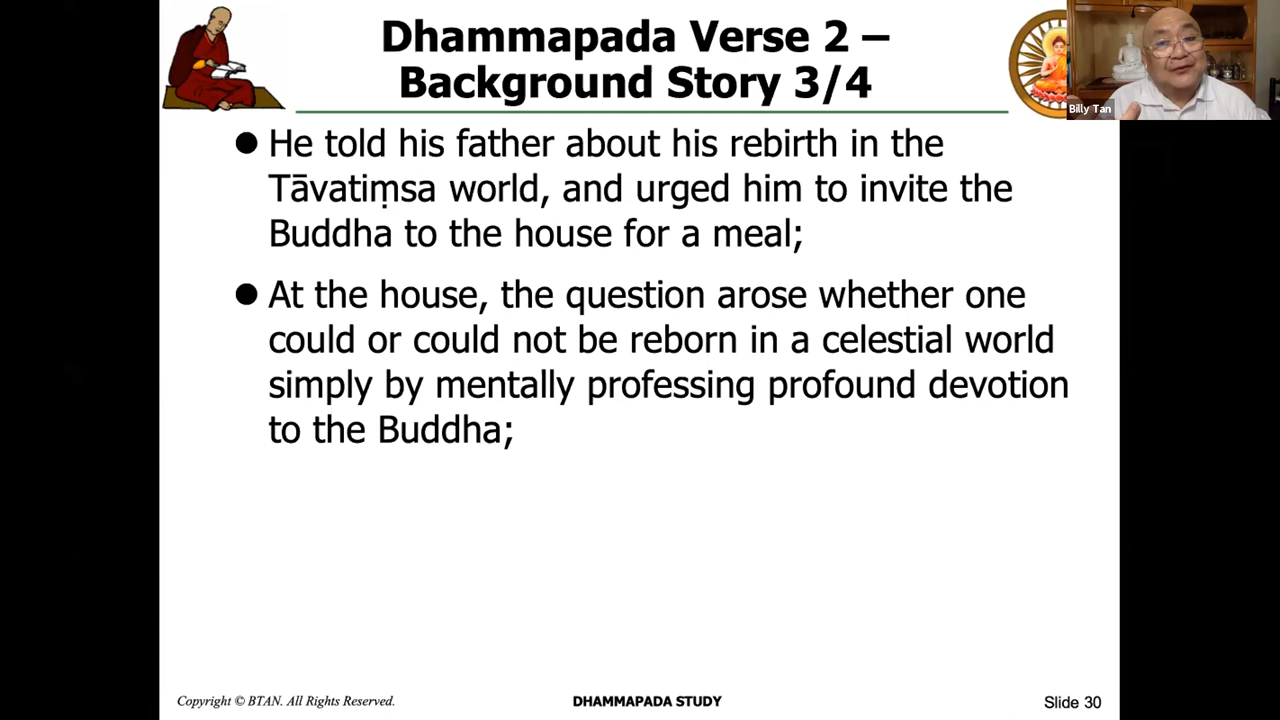 Dhammapada Verse 2 –
Background Story 3/4
Billy Tan
● He told his father about his rebirth in the
Tāvatiṃsa world, and urged him to invite the
Buddha to the house for a meal;
● At the house, the question arose whether one
could or could not be reborn in a celestial world
simply by mentally professing profound devotion
to the Buddha;
Copyright © BTAN. All Rights Reserved.
DHAMMAPADA STUDY
Slide 30